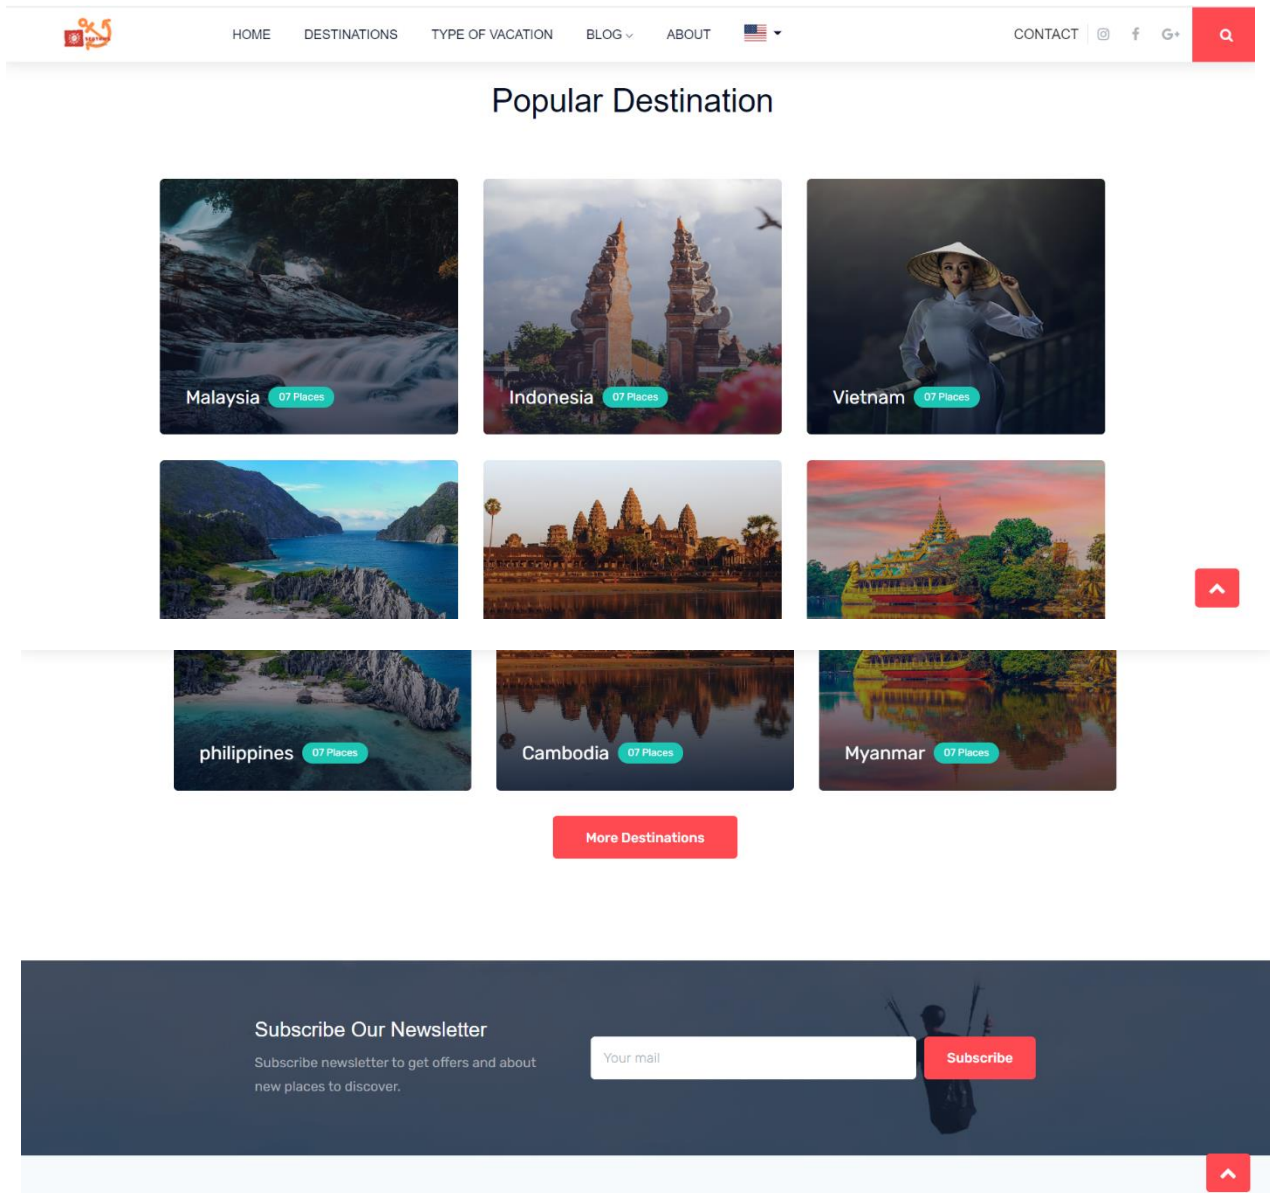 HOME DESTINATIONS TYPE OF VACATION BLOG ABOUT CONTACT G+
Popular Destination
Malaysia 07 Places Indonesia 07 Places Vietnam 07 Places
philippines 07 Places Cambodia 07 Places Myanmar 07 Places
More Destinations
Subscribe Our Newsletter
Subscribe newsletter to get offers and about
new places to discover.
Your mail Subscribe